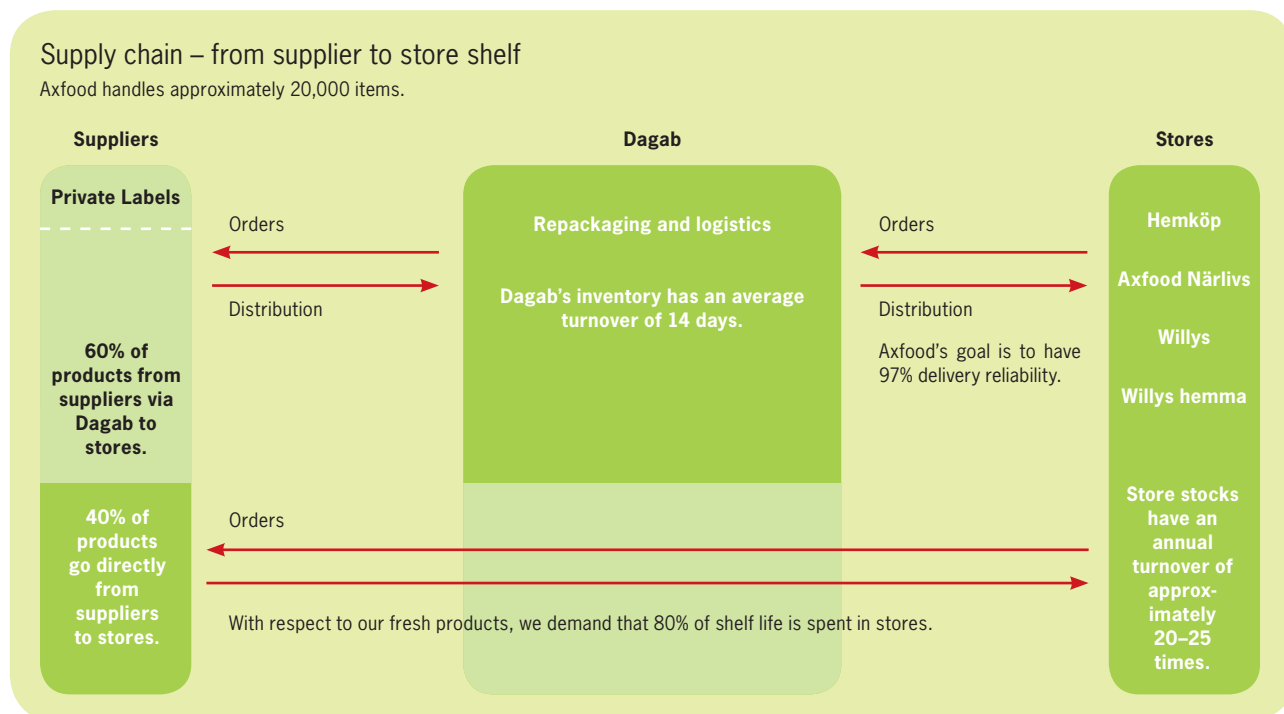 Supply chain – from supplier to store shelf
Axfood handles approximately 20,000 items.
Suppliers
Private Labels
60% of
products from
suppliers via
Dagab to
stores.
40% of
products
go directly
from
suppliers
to stores.
Orders
Distribution
Dagab
Repackaging and logistics
Dagab’s inventory has an average
turnover of 14 days.
Orders
Distribution
Axfood’s goal is to have
97% delivery reliability.
Orders
With respect to our fresh products, we demand that 80% of shelf life is spent in stores.
Stores
Hemköp
Axfood Närlivs
Willys
Willys hemma
Store stocks
have an
annual
turnover of
approx-
imately
20–25
times.